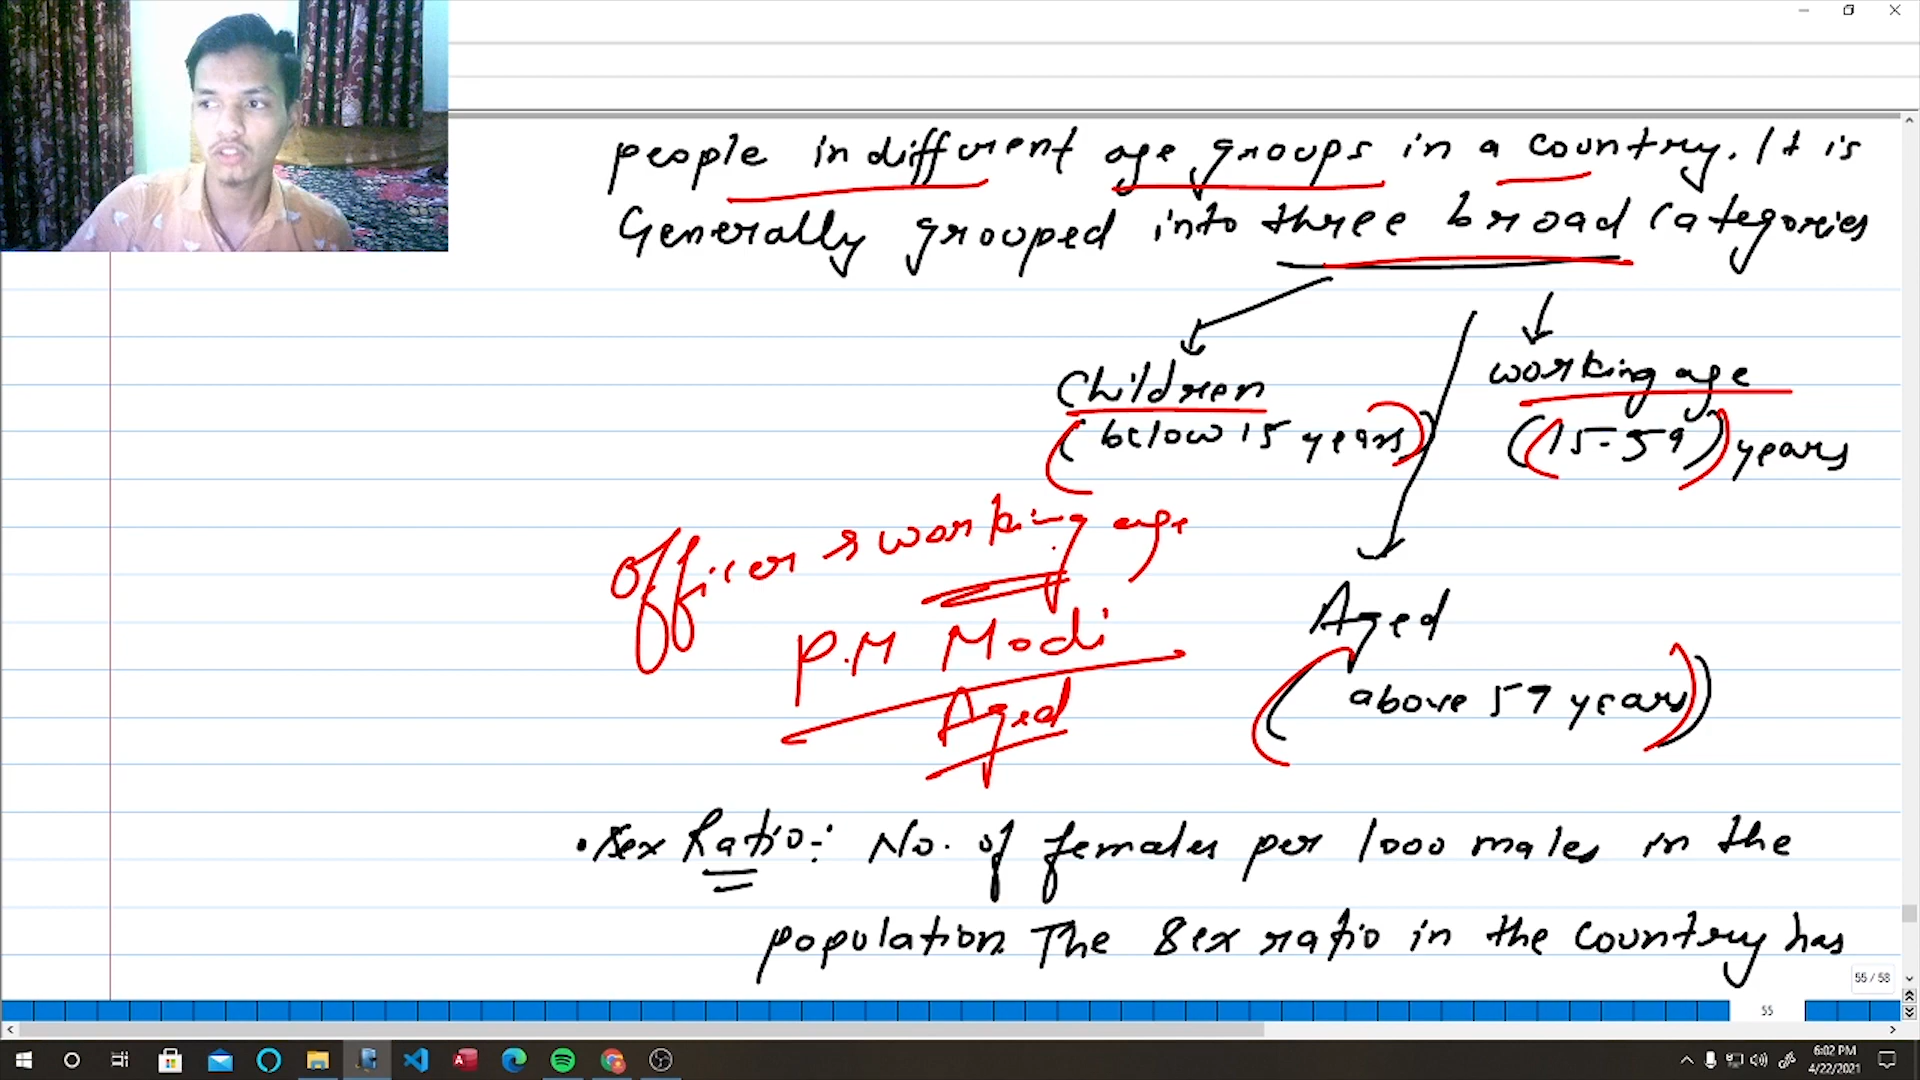 people in different age groups in a country. It is
Generally grouped into three broad categories
Children
(below 15 years)
working age
(15-59) years
Officer & working age
P.M Modi
Aged
Aged
(above 59 years)
• Sex Ratio:- No. of females per 1000 males in the
population. The Sex ratio in the country has
55 / 58
55
6:02 PM
4/22/2021